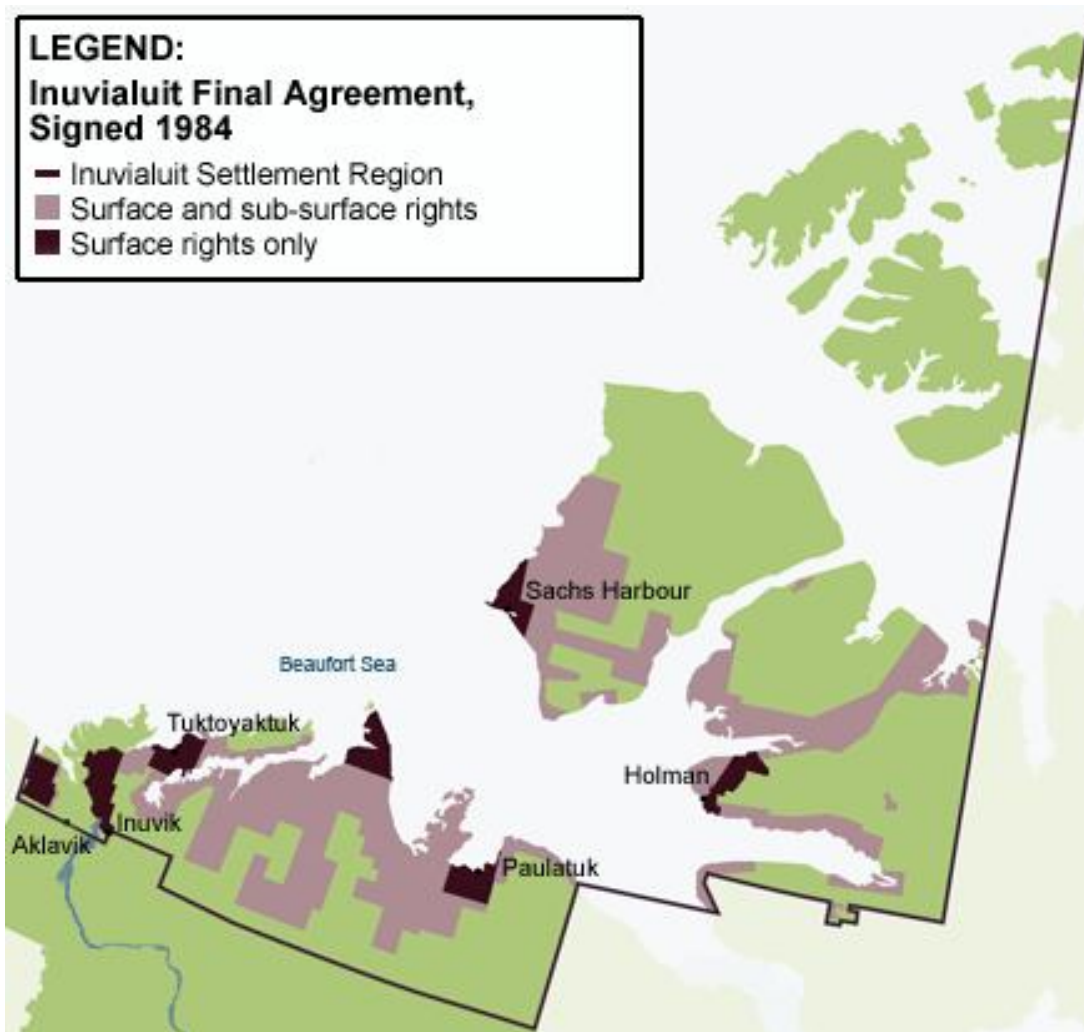 LEGEND:
Inuvialuit Final Agreement,
Signed 1984
Inuvialuit Settlement Region
Surface and sub-surface rights
Surface rights only
Sachs Harbour
Beaufort Sea
Tuktoyaktuk
Holman
Inuvik
Aklavik
Paulatuk